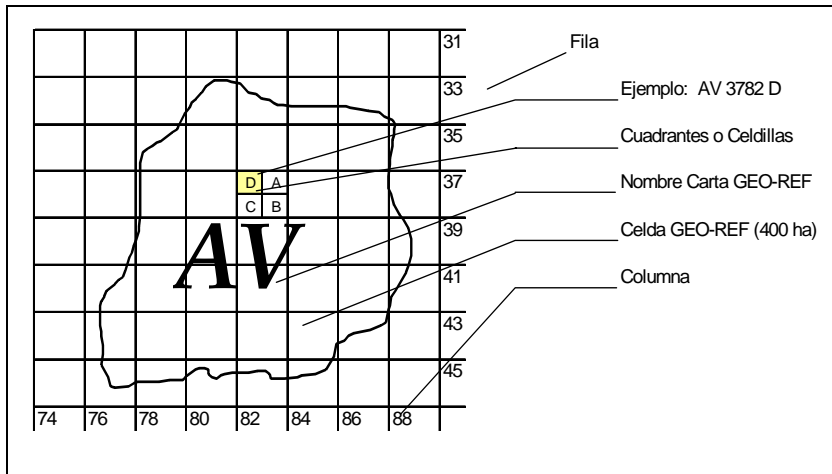 31
Fila
33
Ejemplo: AV 3782 D
35
Cuadrantes o Celdillas
D A
37
Nombre Carta GEO-REF
C B
AV
39
Celda GEO-REF (400 ha)
41
Columna
43
45
74 76 78 80 82 84 86 88